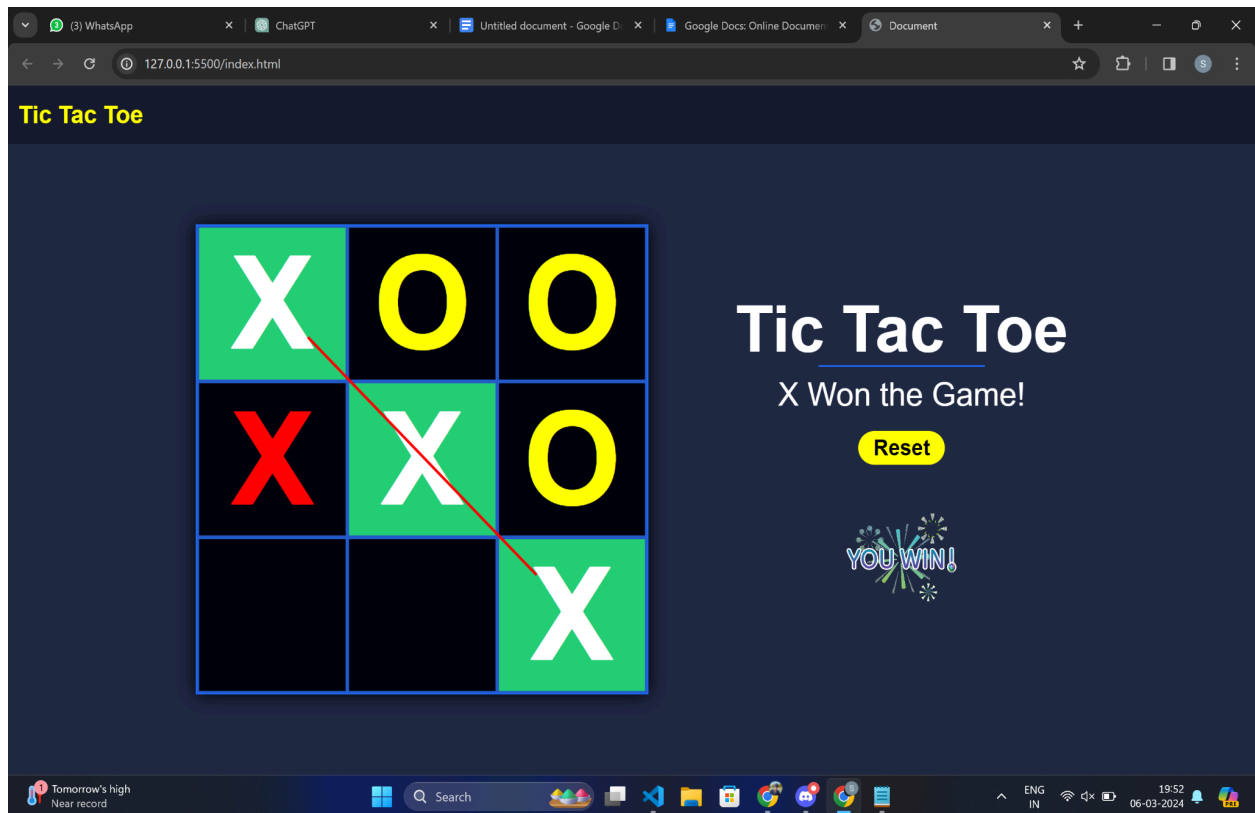 (3) WhatsApp
ChatGPT
Untitled document - Google Do
Google Docs: Online Documen
Document
127.0.0.1:5500/index.html
S
Tic Tac Toe
X O O
X X O
X
Tic Tac Toe
X Won the Game!
Reset
YOU WIN!
1
Tomorrow's high
Near record
Search
ENG
IN
19:52
06-03-2024
PRE